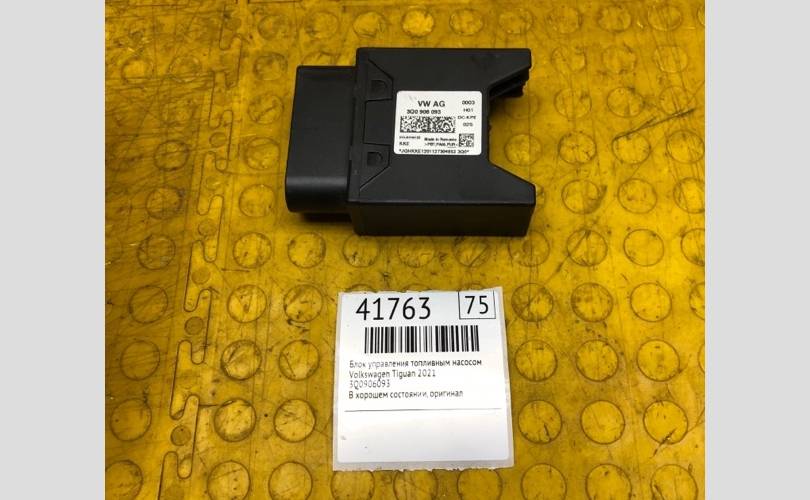 VW AG 0003
3Q0 906 093 H01
Made in Romania
KKE
41763 75
Блок управления топливным насосом
Volkswagen Tiguan 2021
3Q0906093
В хорошем состоянии, оригинал